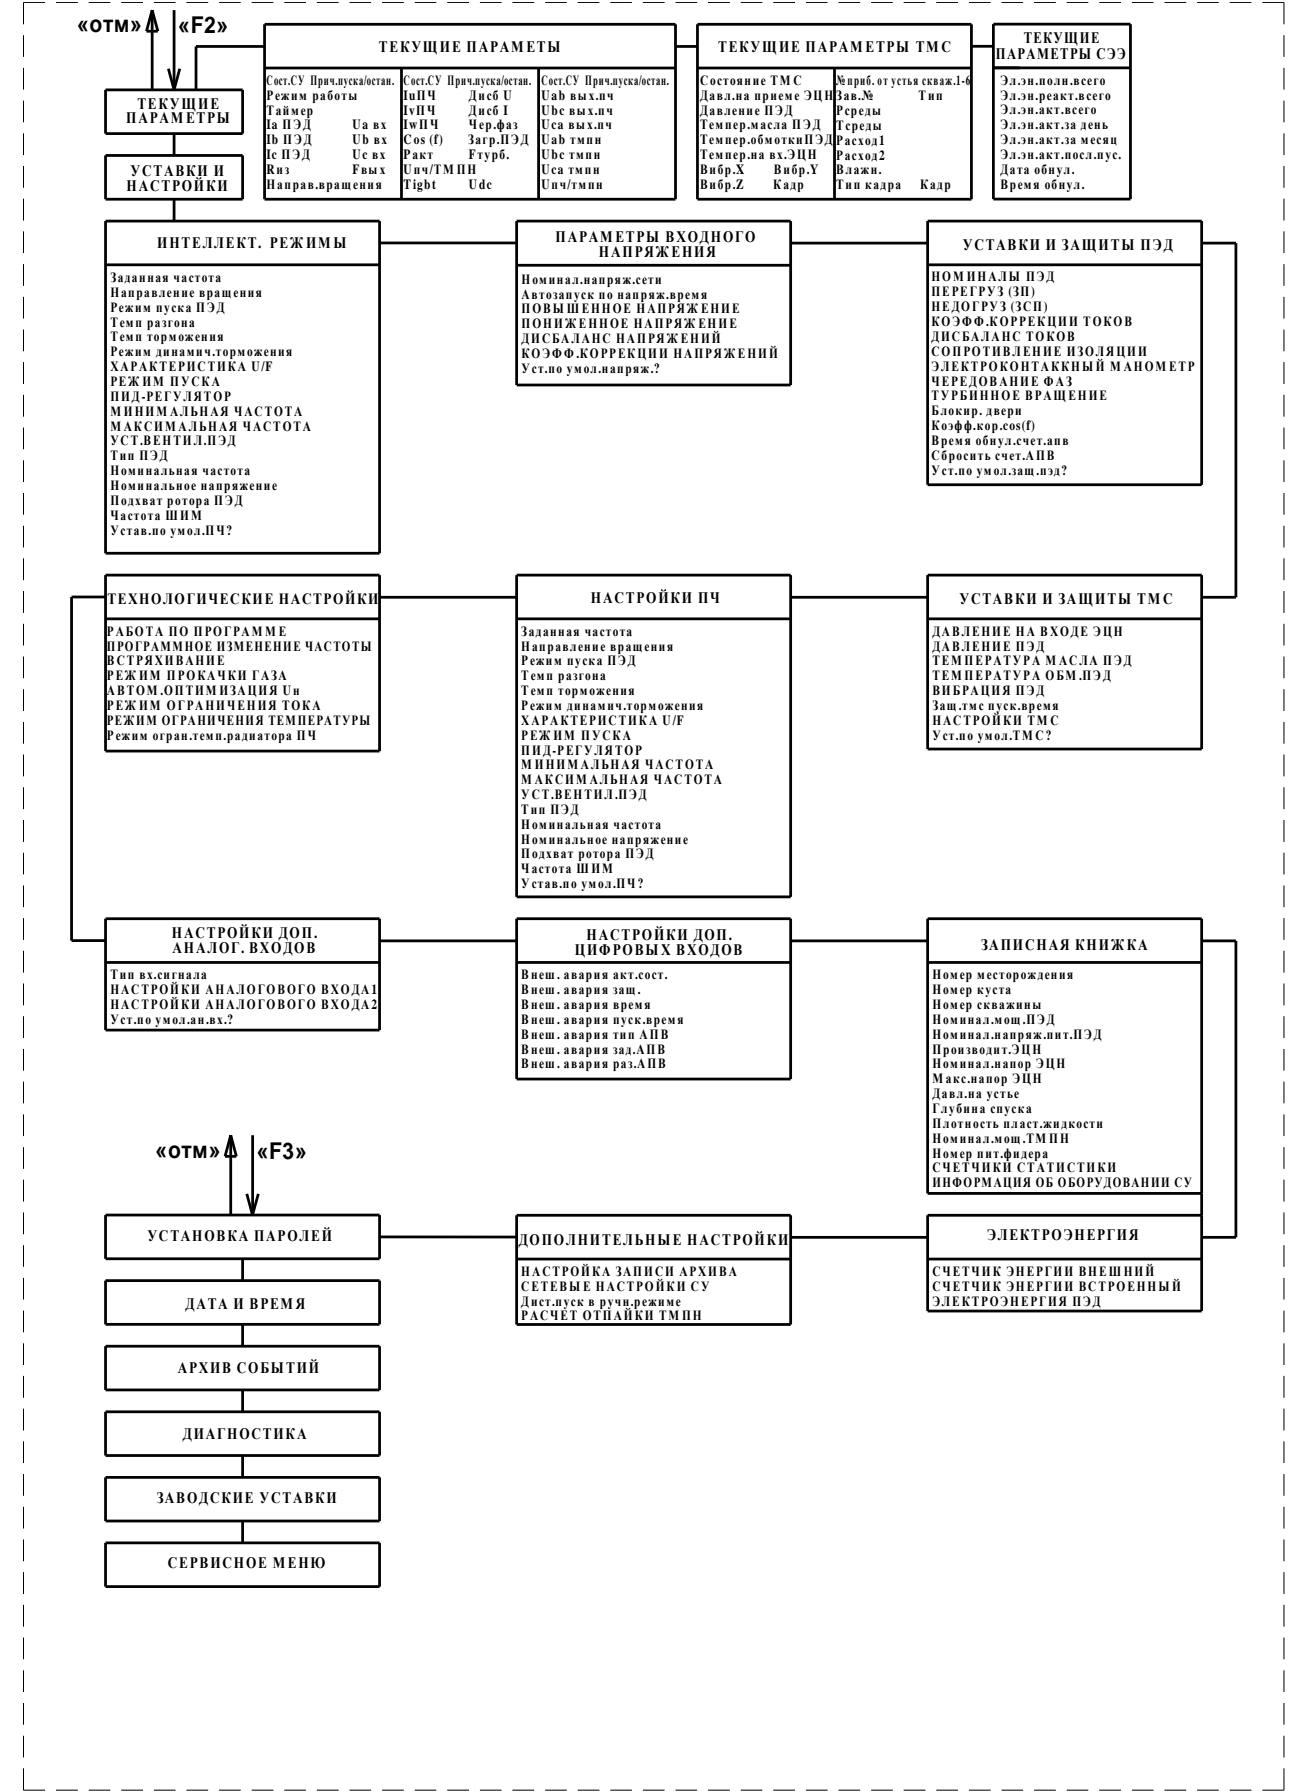 «ОТМ» «F2»
ТЕКУЩИЕ
ПАРАМЕТРЫ
УСТАВКИ И
НАСТРОЙКИ
ТЕКУЩИЕ ПАРАМЕТЫ
Сост.СУ Прич.пуска/остан.
Режим работы
Таймер
Ia ПЭД Ua вх
Ib ПЭД Ub вх
Ic ПЭД Uc вх
Rиз Fвых
Направ.вращения
Сост.СУ Прич.пуска/остан.
IuПЧ Дисб U
IvПЧ Дисб I
IwПЧ Чер.фаз
Cos (f) Загр.ПЭД
Ракт Fтурб.
Uпч/ТМПН
Tigbt Udc
Сост.СУ Прич.пуска/остан.
Uab вых.пч
Ubc вых.пч
Uca вых.пч
Uab тмпн
Ubc тмпн
Uca тмпн
Uпч/тмпн
ТЕКУЩИЕ ПАРАМЕТРЫ ТМС
Состояние ТМС
Давл.на приеме ЭЦН
Давление ПЭД
Темпер.масла ПЭД
Темпер.обмоткиПЭД
Темпер.на вх.ЭЦН
Вибр.X Вибр.Y
Вибр.Z Кадр
№приб. от устья скваж.1-6
Зав.№ Тип
Рсреды
Тсреды
Расход1
Расход2
Влажн.
Тип кадра Кадр
ТЕКУЩИЕ
ПАРАМЕТРЫ СЭЭ
Эл.эн.полн.всего
Эл.эн.реакт.всего
Эл.эн.акт.всего
Эл.эн.акт.за день
Эл.эн.акт.за месяц
Эл.эн.акт.посл.пус.
Дата обнул.
Время обнул.
ИНТЕЛЛЕКТ. РЕЖИМЫ
Заданная частота
Направление вращения
Режим пуска ПЭД
Темп разгона
Темп торможения
Режим динамич.торможения
ХАРАКТЕРИСТИКА U/F
РЕЖИМ ПУСКА
ПИД-РЕГУЛЯТОР
МИНИМАЛЬНАЯ ЧАСТОТА
МАКСИМАЛЬНАЯ ЧАСТОТА
УСТ.ВЕНТИЛ.ПЭД
Тип ПЭД
Номинальная частота
Номинальное напряжение
Подхват ротора ПЭД
Частота ШИМ
Устав.по умол.ПЧ?
ПАРАМЕТРЫ ВХОДНОГО
НАПРЯЖЕНИЯ
Номинал.напряж.сети
Автозапуск по напряж.время
ПОВЫШЕННОЕ НАПРЯЖЕНИЕ
ПОНИЖЕННОЕ НАПРЯЖЕНИЕ
ДИСБАЛАНС НАПРЯЖЕНИЙ
КОЭФФ.КОРРЕКЦИИ НАПРЯЖЕНИЙ
Уст.по умол.напряж.?
УСТАВКИ И ЗАЩИТЫ ПЭД
НОМИНАЛЫ ПЭД
ПЕРЕГРУЗ (ЗП)
НЕДОГРУЗ (ЗСП)
КОЭФФ.КОРРЕКЦИИ ТОКОВ
ДИСБАЛАНС ТОКОВ
СОПРОТИВЛЕНИЕ ИЗОЛЯЦИИ
ЭЛЕКТРОКОНТАККНЫЙ МАНОМЕТР
ЧЕРЕДОВАНИЕ ФАЗ
ТУРБИННОЕ ВРАЩЕНИЕ
Блокир. двери
Коэфф.кор.cos(f)
Время обнул.счет.апв
Сбросить счет.АПВ
Уст.по умол.защ.пэд?
ТЕХНОЛОГИЧЕСКИЕ НАСТРОЙКИ
РАБОТА ПО ПРОГРАММЕ
ПРОГРАММНОЕ ИЗМЕНЕНИЕ ЧАСТОТЫ
ВСТРЯХИВАНИЕ
РЕЖИМ ПРОКАЧКИ ГАЗА
АВТОМ.ОПТИМИЗАЦИЯ Uн
РЕЖИМ ОГРАНИЧЕНИЯ ТОКА
РЕЖИМ ОГРАНИЧЕНИЯ ТЕМПЕРАТУРЫ
Режим огран.темп.радиатора ПЧ
НАСТРОЙКИ ПЧ
Заданная частота
Направление вращения
Режим пуска ПЭД
Темп разгона
Темп торможения
Режим динамич.торможения
ХАРАКТЕРИСТИКА U/F
РЕЖИМ ПУСКА
ПИД-РЕГУЛЯТОР
МИНИМАЛЬНАЯ ЧАСТОТА
МАКСИМАЛЬНАЯ ЧАСТОТА
УСТ.ВЕНТИЛ.ПЭД
Тип ПЭД
Номинальная частота
Номинальное напряжение
Подхват ротора ПЭД
Частота ШИМ
Устав.по умол.ПЧ?
УСТАВКИ И ЗАЩИТЫ ТМС
ДАВЛЕНИЕ НА ВХОДЕ ЭЦН
ДАВЛЕНИЕ ПЭД
ТЕМПЕРАТУРА МАСЛА ПЭД
ТЕМПЕРАТУРА ОБМ.ПЭД
ВИБРАЦИЯ ПЭД
Защ.тмс пуск.время
НАСТРОЙКИ ТМС
Уст.по умол.ТМС?
НАСТРОЙКИ ДОП.
АНАЛОГ. ВХОДОВ
Тип вх.сигнала
НАСТРОЙКИ АНАЛОГОВОГО ВХОДА1
НАСТРОЙКИ АНАЛОГОВОГО ВХОДА2
Уст.по умол.ан.вх.?
НАСТРОЙКИ ДОП.
ЦИФРОВЫХ ВХОДОВ
Внеш. авария акт.сост.
Внеш. авария защ.
Внеш. авария время
Внеш. авария пуск.время
Внеш. авария тип АПВ
Внеш. авария зад.АПВ
Внеш. авария раз.АПВ
ЗАПИСНАЯ КНИЖКА
Номер месторождения
Номер куста
Номер скважины
Номинал.мощ.ПЭД
Номинал.напряж.пит.ПЭД
Производит.ЭЦН
Номинал.напор ЭЦН
Макс.напор ЭЦН
Давл.на устье
Глубина спуска
Плотность пласт.жидкости
Номинал.мощ.ТМПН
Номер пит.фидера
СЧЕТЧИКИ СТАТИСТИКИ
ИНФОРМАЦИЯ ОБ ОБОРУДОВАНИИ СУ
«ОТМ» «F3»
УСТАНОВКА ПАРОЛЕЙ
ДАТА И ВРЕМЯ
АРХИВ СОБЫТИЙ
ДИАГНОСТИКА
ЗАВОДСКИЕ УСТАВКИ
СЕРВИСНОЕ МЕНЮ
ДОПОЛНИТЕЛЬНЫЕ НАСТРОЙКИ
НАСТРОЙКА ЗАПИСИ АРХИВА
СЕТЕВЫЕ НАСТРОЙКИ СУ
Дист.пуск в ручн.режиме
РАСЧЕТ ОТПАЙКИ ТМПН
ЭЛЕКТРОЭНЕРГИЯ
СЧЕТЧИК ЭНЕРГИИ ВНЕШНИЙ
СЧЕТЧИК ЭНЕРГИИ ВСТРОЕННЫЙ
ЭЛЕКТРОЭНЕРГИЯ ПЭД